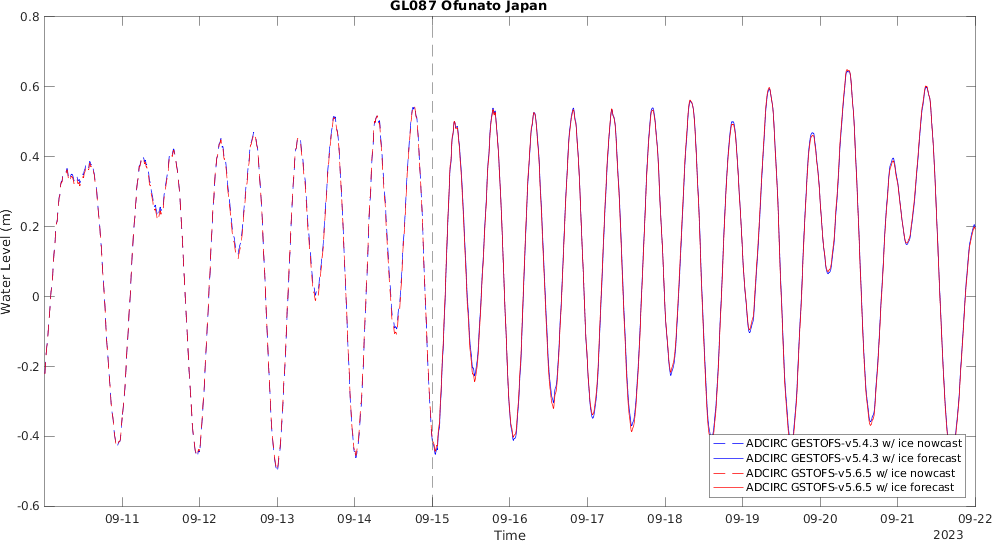 GL087 Ofunato Japan
0.8
0.6
0.4
0.2
0
-0.2
-0.4
-0.6
Water Level (m)
ADCIRC GESTOFS-v5.4.3 w/ ice nowcast
ADCIRC GESTOFS-v5.4.3 w/ ice forecast
ADCIRC GSTOFS-v5.6.5 w/ ice nowcast
ADCIRC GSTOFS-v5.6.5 w/ ice forecast
09-11 09-12 09-13 09-14 09-15 09-16 09-17 09-18 09-19 09-20 09-21 09-22
Time
2023